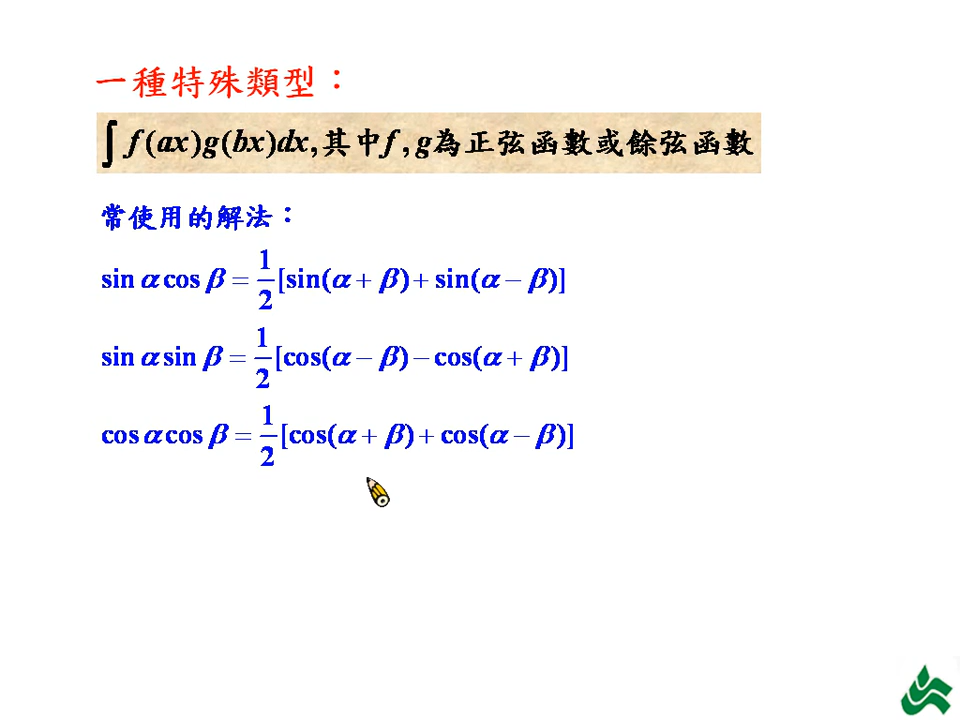 一種特殊類型：
∫ f(ax)g(bx)dx,其中f,g為正弦函數或餘弦函數
常使用的解法：
sin α cos β = 1/2 [sin(α + β) + sin(α − β)]
sin α sin β = 1/2 [cos(α − β) − cos(α + β)]
cos α cos β = 1/2 [cos(α + β) + cos(α − β)]